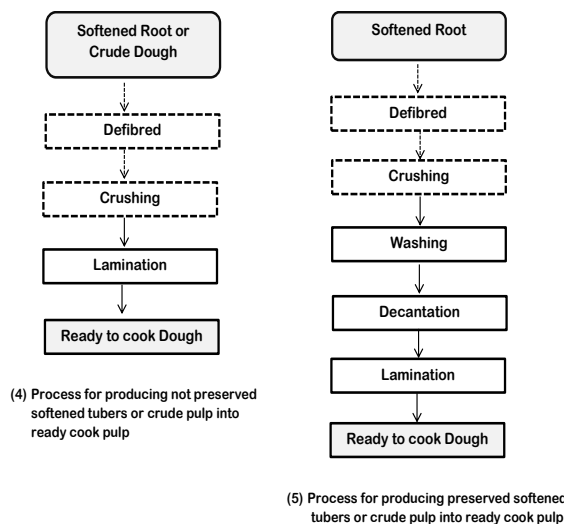 Softened Root or
Crude Dough
Defibred
Crushing
Lamination
Ready to cook Dough
(4) Process for producing not preserved
softened tubers or crude pulp into
ready cook pulp
Softened Root
Defibred
Crushing
Washing
Decantation
Lamination
Ready to cook Dough
(5) Process for producing preserved softened
tubers or crude pulp into ready cook pulp